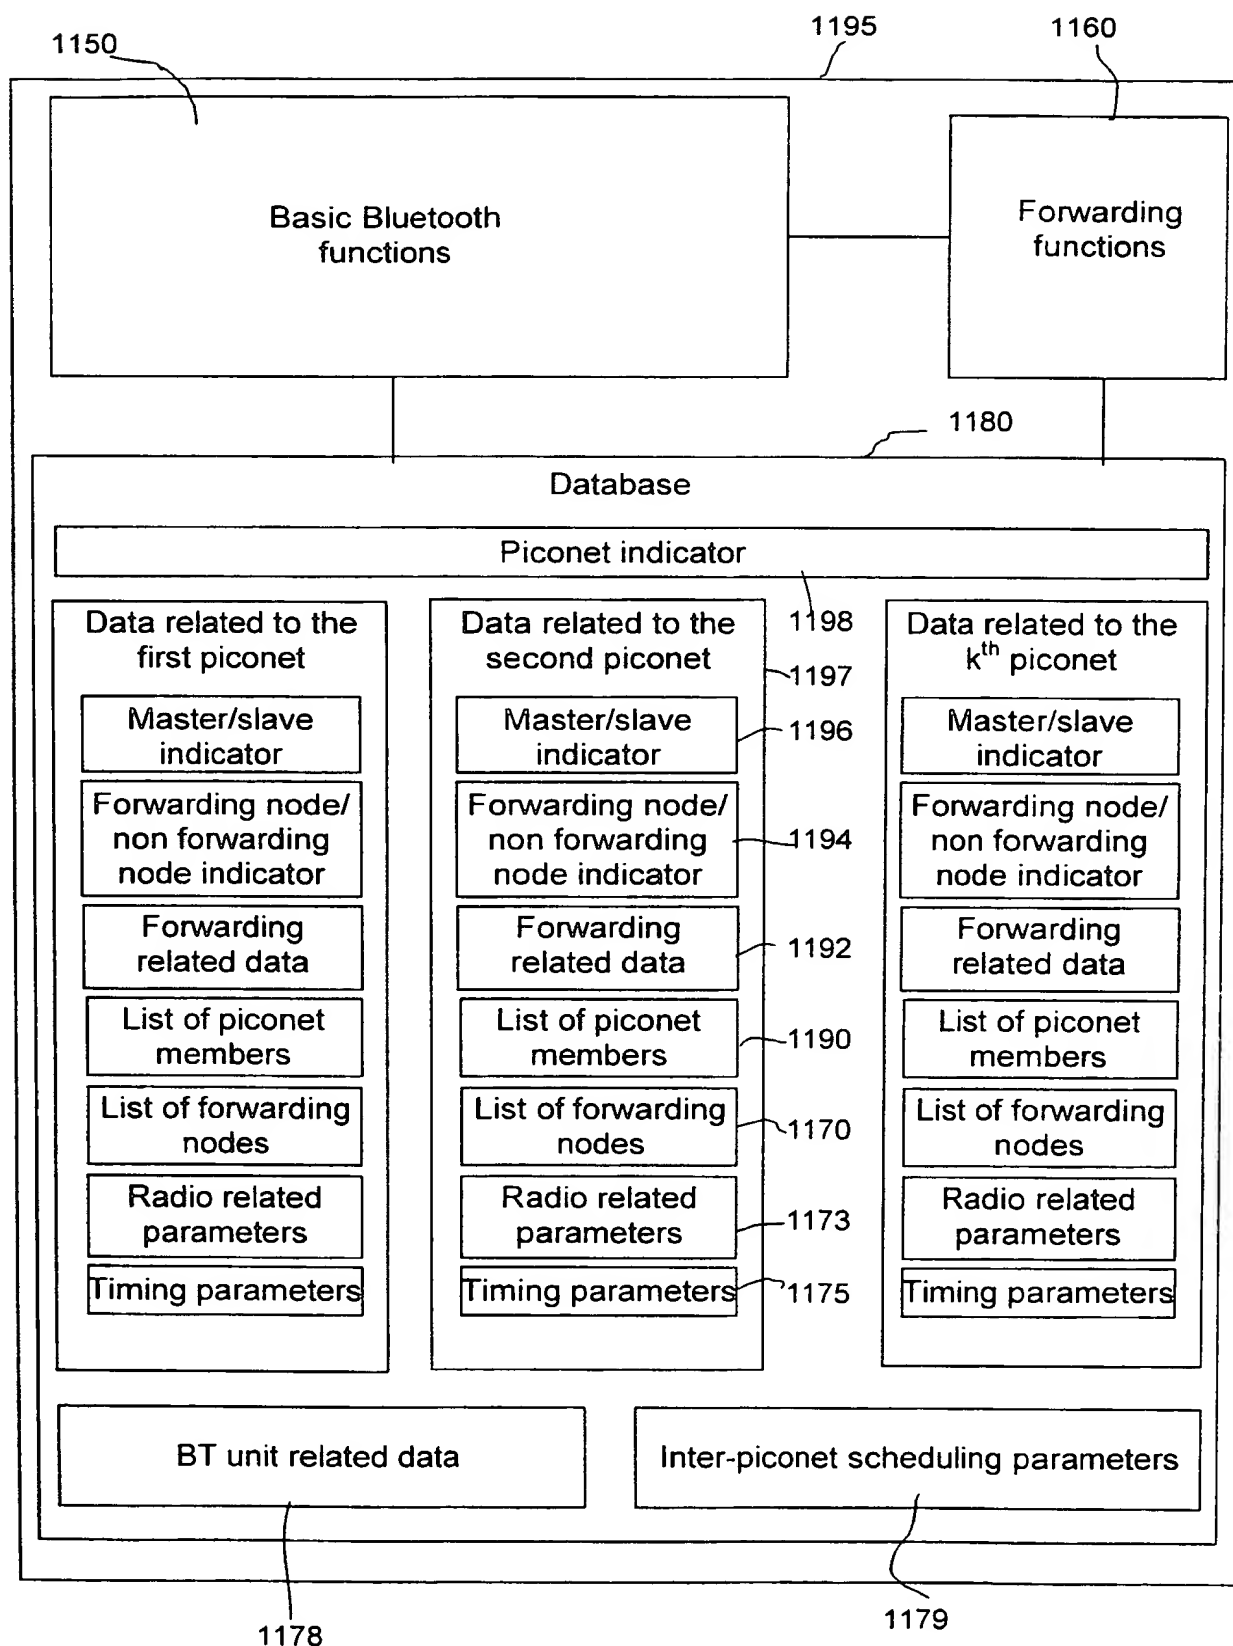 1195
1160
1150
Basic Bluetooth
functions
Forwarding
functions
1180
Database
Piconet indicator
1198
Data related to the
first piconet
Master/slave
indicator
Forwarding node/
non forwarding
node indicator
Forwarding
related data
List of piconet
members
List of forwarding
nodes
Radio related
parameters
Timing parameters
Data related to the
second piconet
Master/slave
indicator
Forwarding node/
non forwarding
node indicator
Forwarding
related data
List of piconet
members
List of forwarding
nodes
Radio related
parameters
Timing parameters
1197
1196
1194
1192
1190
1170
1173
1175
Data related to the
kth piconet
Master/slave
indicator
Forwarding node/
non forwarding
node indicator
Forwarding
related data
List of piconet
members
List of forwarding
nodes
Radio related
parameters
Timing parameters
BT unit related data
Inter-piconet scheduling parameters
1178
1179